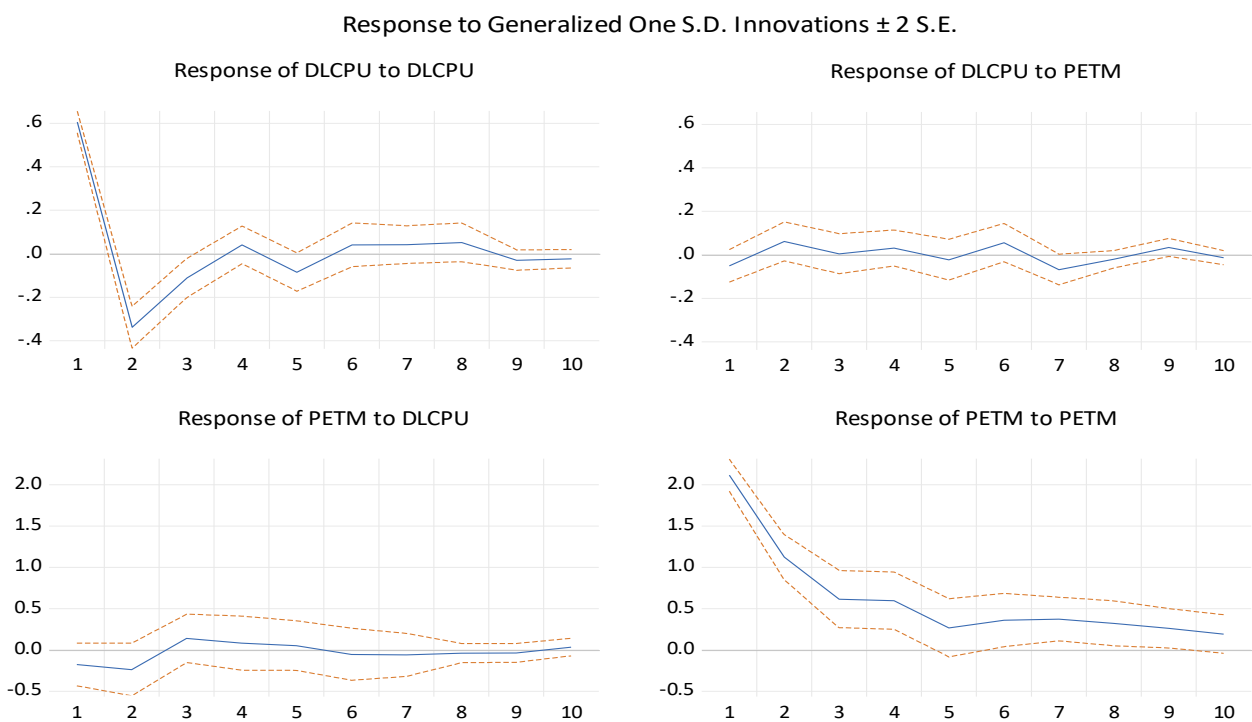 Response to Generalized One S.D. Innovations ± 2 S.E.
Response of DLCPU to DLCPU
.6
.4
.2
.0
-.2
-.4
1 2 3 4 5 6 7 8 9 10
Response of DLCPU to PETM
.6
.4
.2
.0
-.2
-.4
1 2 3 4 5 6 7 8 9 10
Response of PETM to DLCPU
2.0
1.5
1.0
0.5
0.0
-0.5
1 2 3 4 5 6 7 8 9 10
Response of PETM to PETM
2.0
1.5
1.0
0.5
0.0
-0.5
1 2 3 4 5 6 7 8 9 10